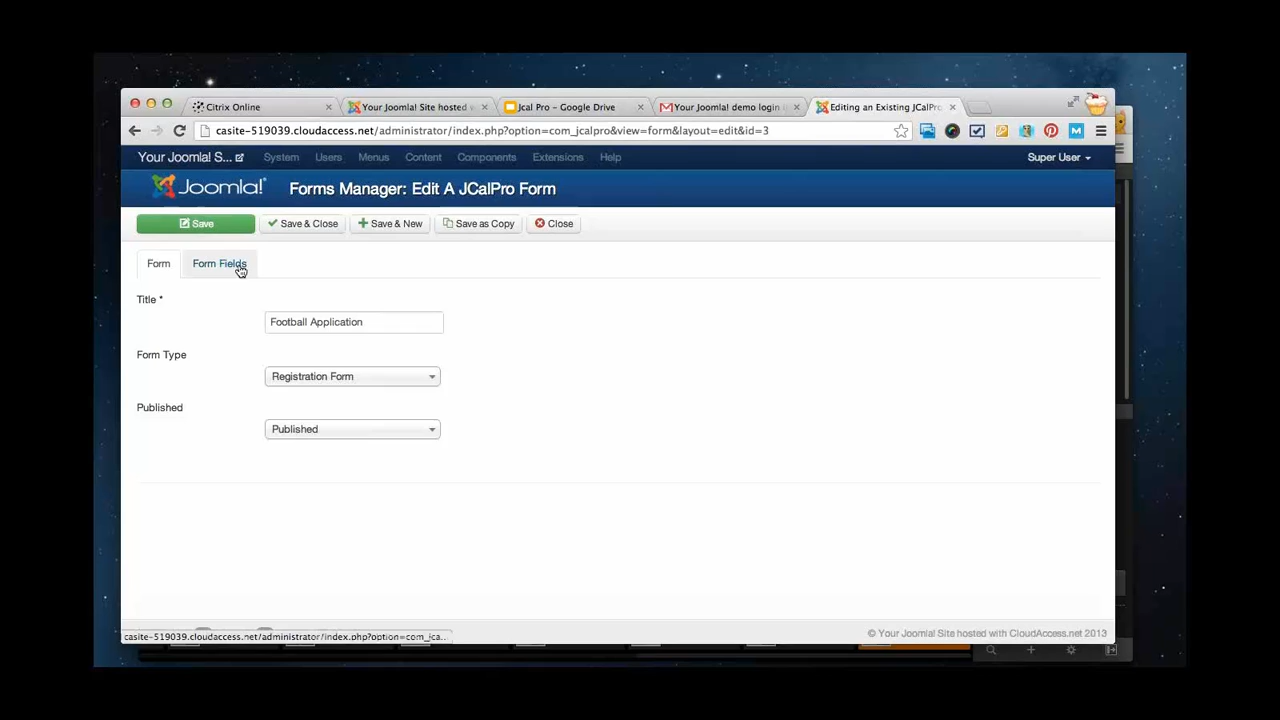 Citrix Online
Your Joomla! Site hosted
Jcal Pro - Google Drive
Your Joomla! demo login
Editing an Existing JCalPro
casite-519039.cloudaccess.net/administrator/index.php?option=com_jcalpro&view=form&layout=edit&id=3
Your Joomla! S...
System
Users
Menus
Content
Components
Extensions
Help
Super User
Joomla!
Forms Manager: Edit A JCalPro Form
Save
Save & Close
Save & New
Save as Copy
Close
Form
Form Fields
Title *
Football Application
Form Type
Registration Form
Published
Published
casite-519039.cloudaccess.net/administrator/index.php?option=com_jca...
© Your Joomla! Site hosted with CloudAccess.net 2013